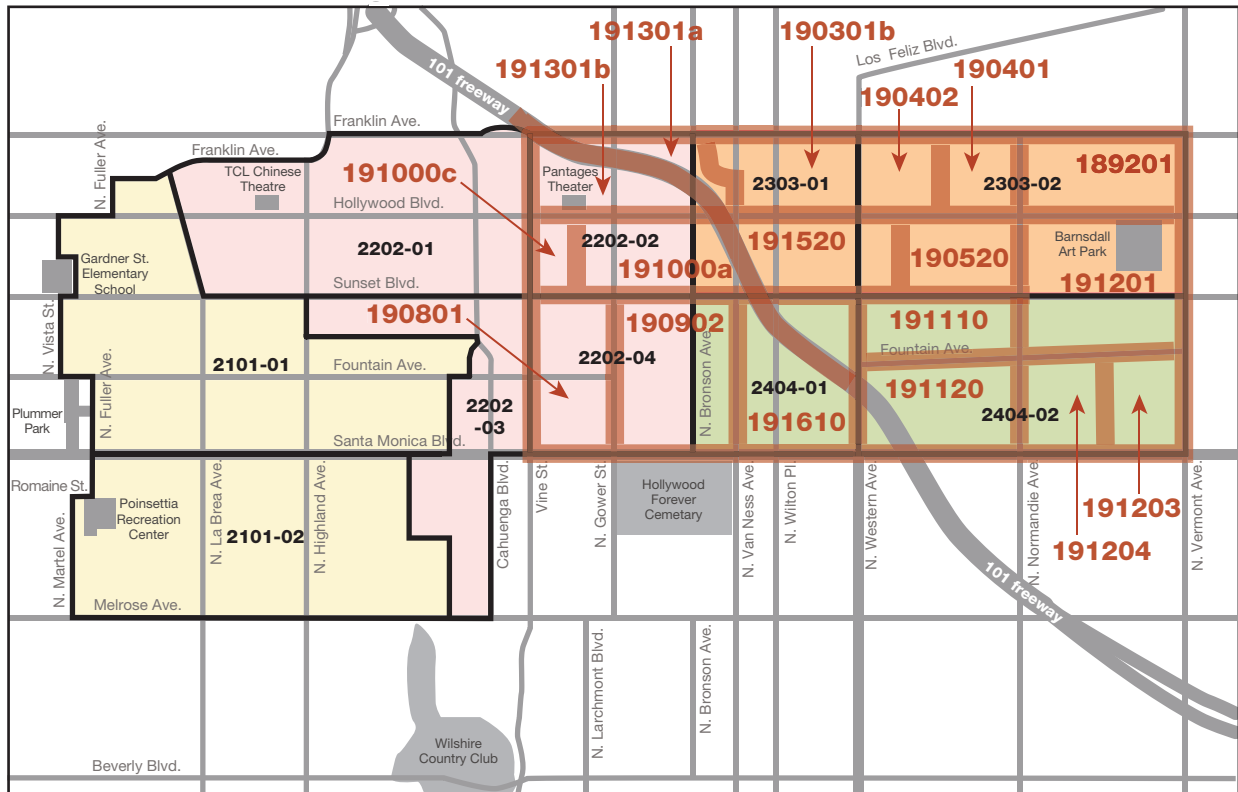 191301a
190301b
Los Feliz Blvd.
191301b
190401
101 freeway
190402
Franklin Ave.
N. Fuller Ave.
Franklin Ave.
TCL Chinese
Theatre
191000c
Pantages
Theater
2303-01
2303-02
189201
Hollywood Blvd.
2202-01
2202-02
191520
190520
Barnsdall
Art Park
Gardner St.
Elementary
School
191000a
191201
Sunset Blvd.
N. Vista St.
190801
190902
191110
2101-01
2202-04
Fountain Ave.
Fountain Ave.
N. Fuller Ave.
N. Bronson Ave.
2404-01
191120
Plummer
Park
2202
-03
191610
2404-02
Santa Monica Blvd.
Romaine St.
N. Martel Ave.
Poinsettia
Recreation
Center
N. La Brea Ave.
2101-02
N. Highland Ave.
Cahuenga Blvd.
Vine St.
N. Gower St.
Hollywood
Forever
Cemetary
N. Van Ness Ave.
N. Wilton Pl.
N. Western Ave.
N. Normandie Ave.
191203
191204
N. Vermont Ave.
101 freeway
Melrose Ave.
N. Larchmont Blvd.
N. Bronson Ave.
Wilshire
Country Club
Beverly Blvd.